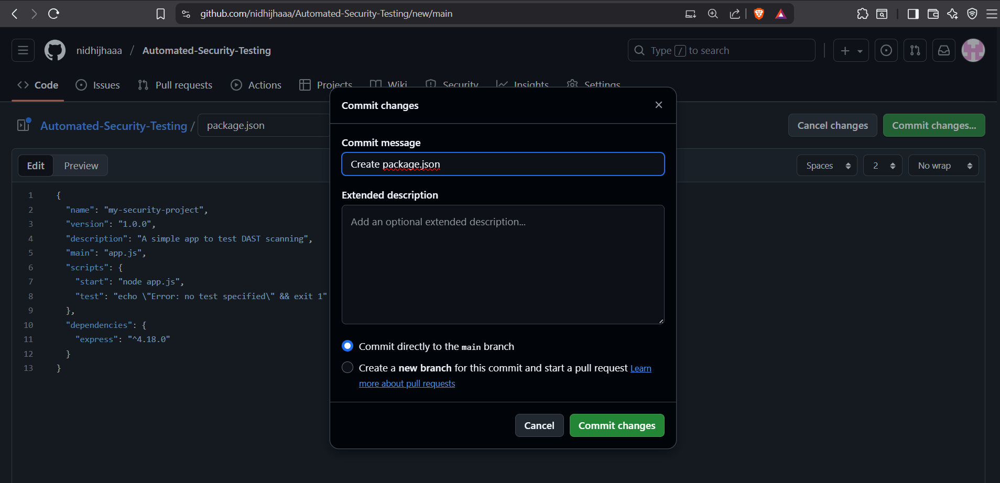 github.com/nidhijhaaa/Automated-Security-Testing/new/main
nidhijhaaa / Automated-Security-Testing
Type / to search
Code Issues Pull requests Actions Projects Wiki Security Insights Settings
Automated-Security-Testing / package.json
Cancel changes Commit changes...
Edit Preview
Spaces 2 No wrap
1 {
2 "name": "my-security-project",
3 "version": "1.0.0",
4 "description": "A simple app to test DAST scanning",
5 "main": "app.js",
6 "scripts": {
7 "start": "node app.js",
8 "test": "echo \"Error: no test specified\" && exit 1"
9 },
10 "dependencies": {
11 "express": "^4.18.0"
12 }
13 }
Commit changes
Commit message
Create package.json
Extended description
Add an optional extended description...
Commit directly to the main branch
Create a new branch for this commit and start a pull request Learn
more about pull requests
Cancel Commit changes